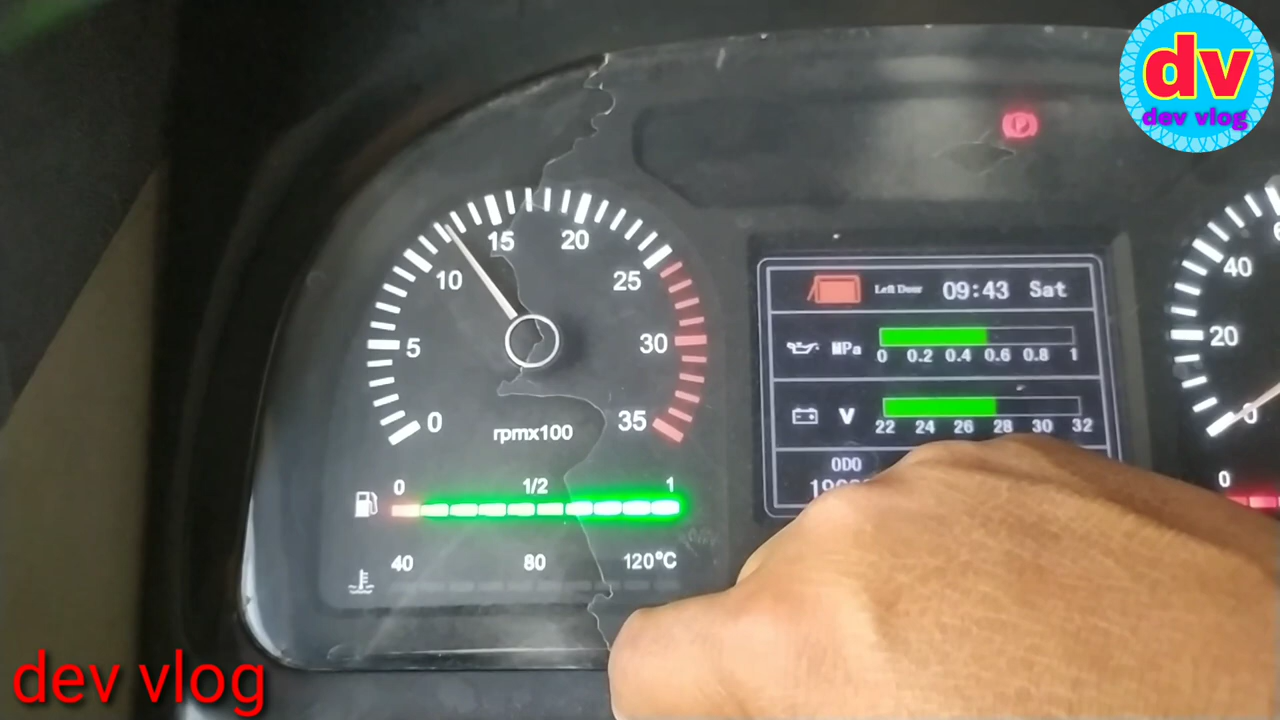 dv
dev vlog
15
20
10
25
5
30
0
35
rpmx100
0
1/2
1
40
80
120°C
Left Door
09:43
Sat
MPa
0 0.2 0.4 0.6 0.8 1
V
22 24 26 28 30 32
ODO
40
20
0
0
dev vlog